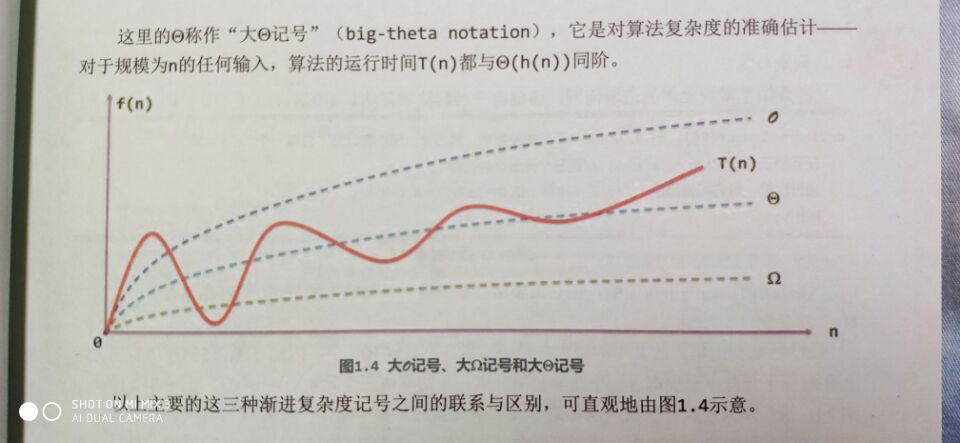 这里的Θ称作“大Θ记号”（big-theta notation），它是对算法复杂度的准确估计——
对于规模为n的任何输入，算法的运行时间T(n)都与Θ(h(n))同阶。
f(n)
O
T(n)
Θ
Ω
0
n
图1.4 大O记号、大Ω记号和大Θ记号
以上主要的这三种渐进复杂度记号之间的联系与区别，可直观地由图1.4示意。
SHOT ON MI MIX 3
AI DUAL CAMERA